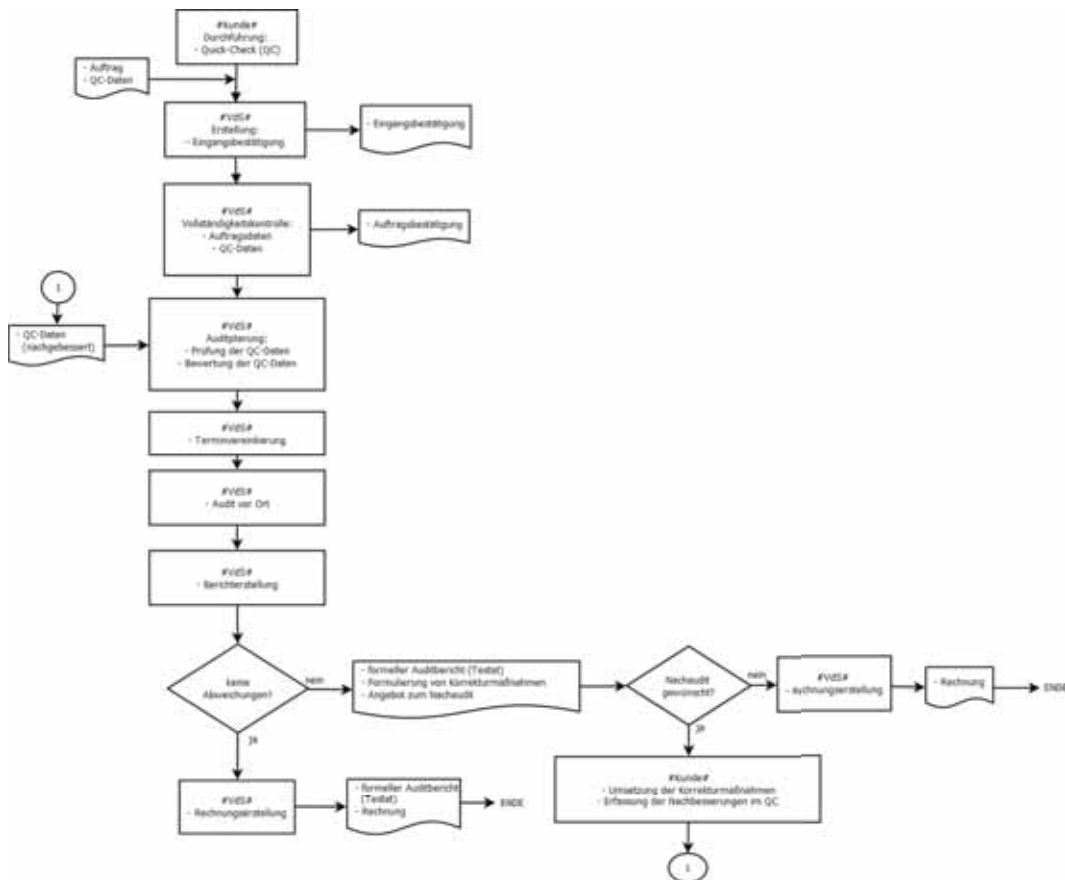 #Kunde#
Durchführung:
- Quick-Check (QC)
- Auftrag
- QC-Daten
#VdS#
Erstellung:
- Eingangsbestätigung
- Eingangsbestätigung
#VdS#
Vollständigkeitskontrolle:
- Auftragsdaten
- QC-Daten
- Auftragsbestätigung
1
- QC-Daten
(nachgebessert)
#VdS#
Auditplanung:
- Prüfung der QC-Daten
- Bewertung der QC-Daten
#VdS#
- Terminvereinbarung
#VdS#
- Audit vor Ort
#VdS#
- Berichterstellung
keine
Abweichungen?
nein
- formeller Auditbericht (Testat)
- Formulierung von Korrekturmaßnahmen
- Angebot zum Nachaudit
Nachaudit
gewünscht?
nein
#VdS#
- Rechnungserstellung
- Rechnung
ENDE
ja
ja
#VdS#
- Rechnungserstellung
- formeller Auditbericht
(Testat)
- Rechnung
ENDE
#Kunde#
- Umsetzung der Korrekturmaßnahmen
- Erfassung der Nachbesserungen im QC
1